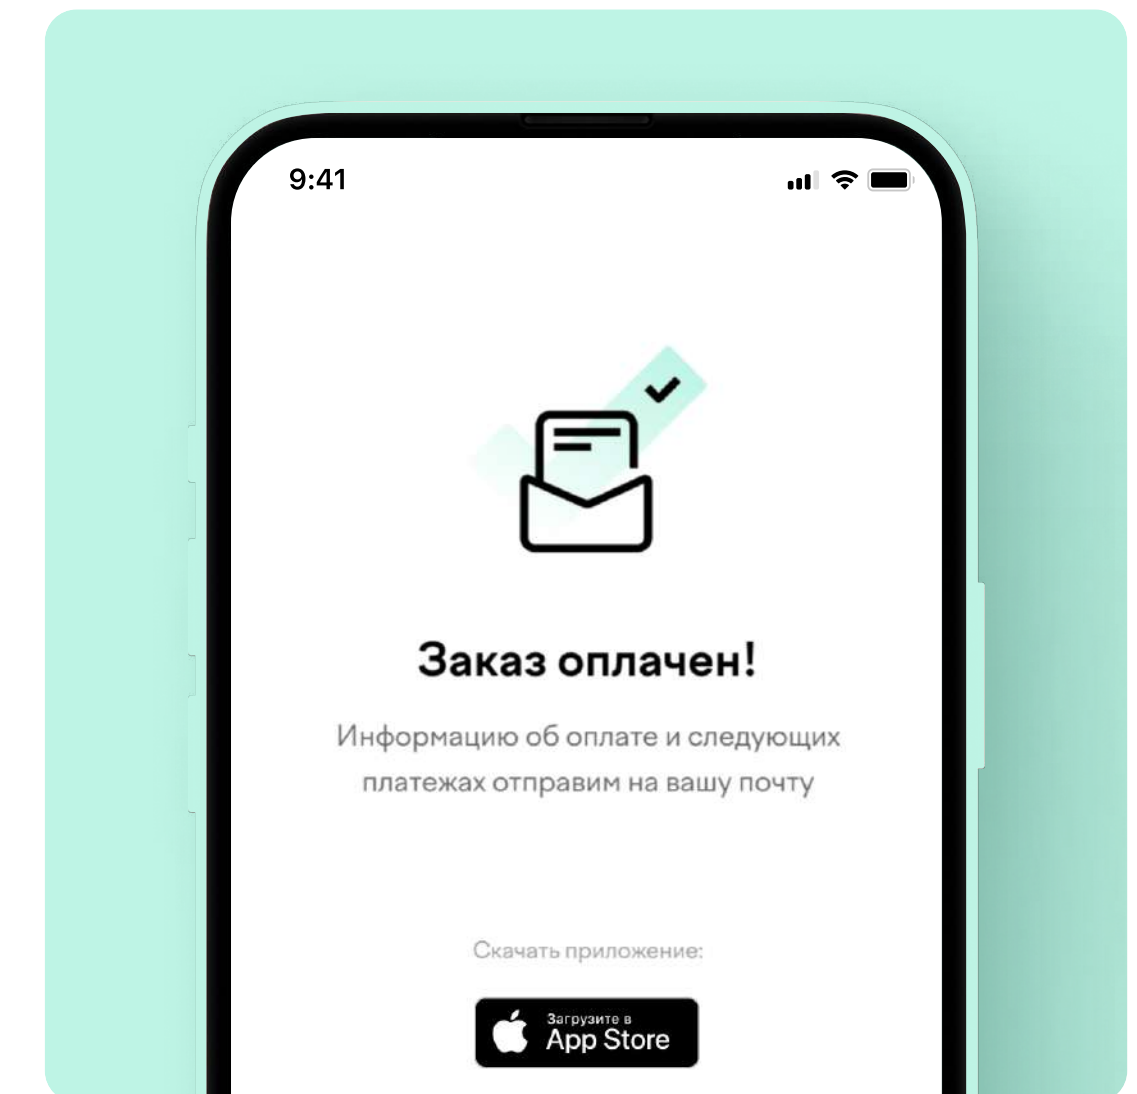 9:41
Заказ оплачен!
Информацию об оплате и следующих
платежах отправим на вашу почту
Скачать приложение:
Загрузите в
App Store